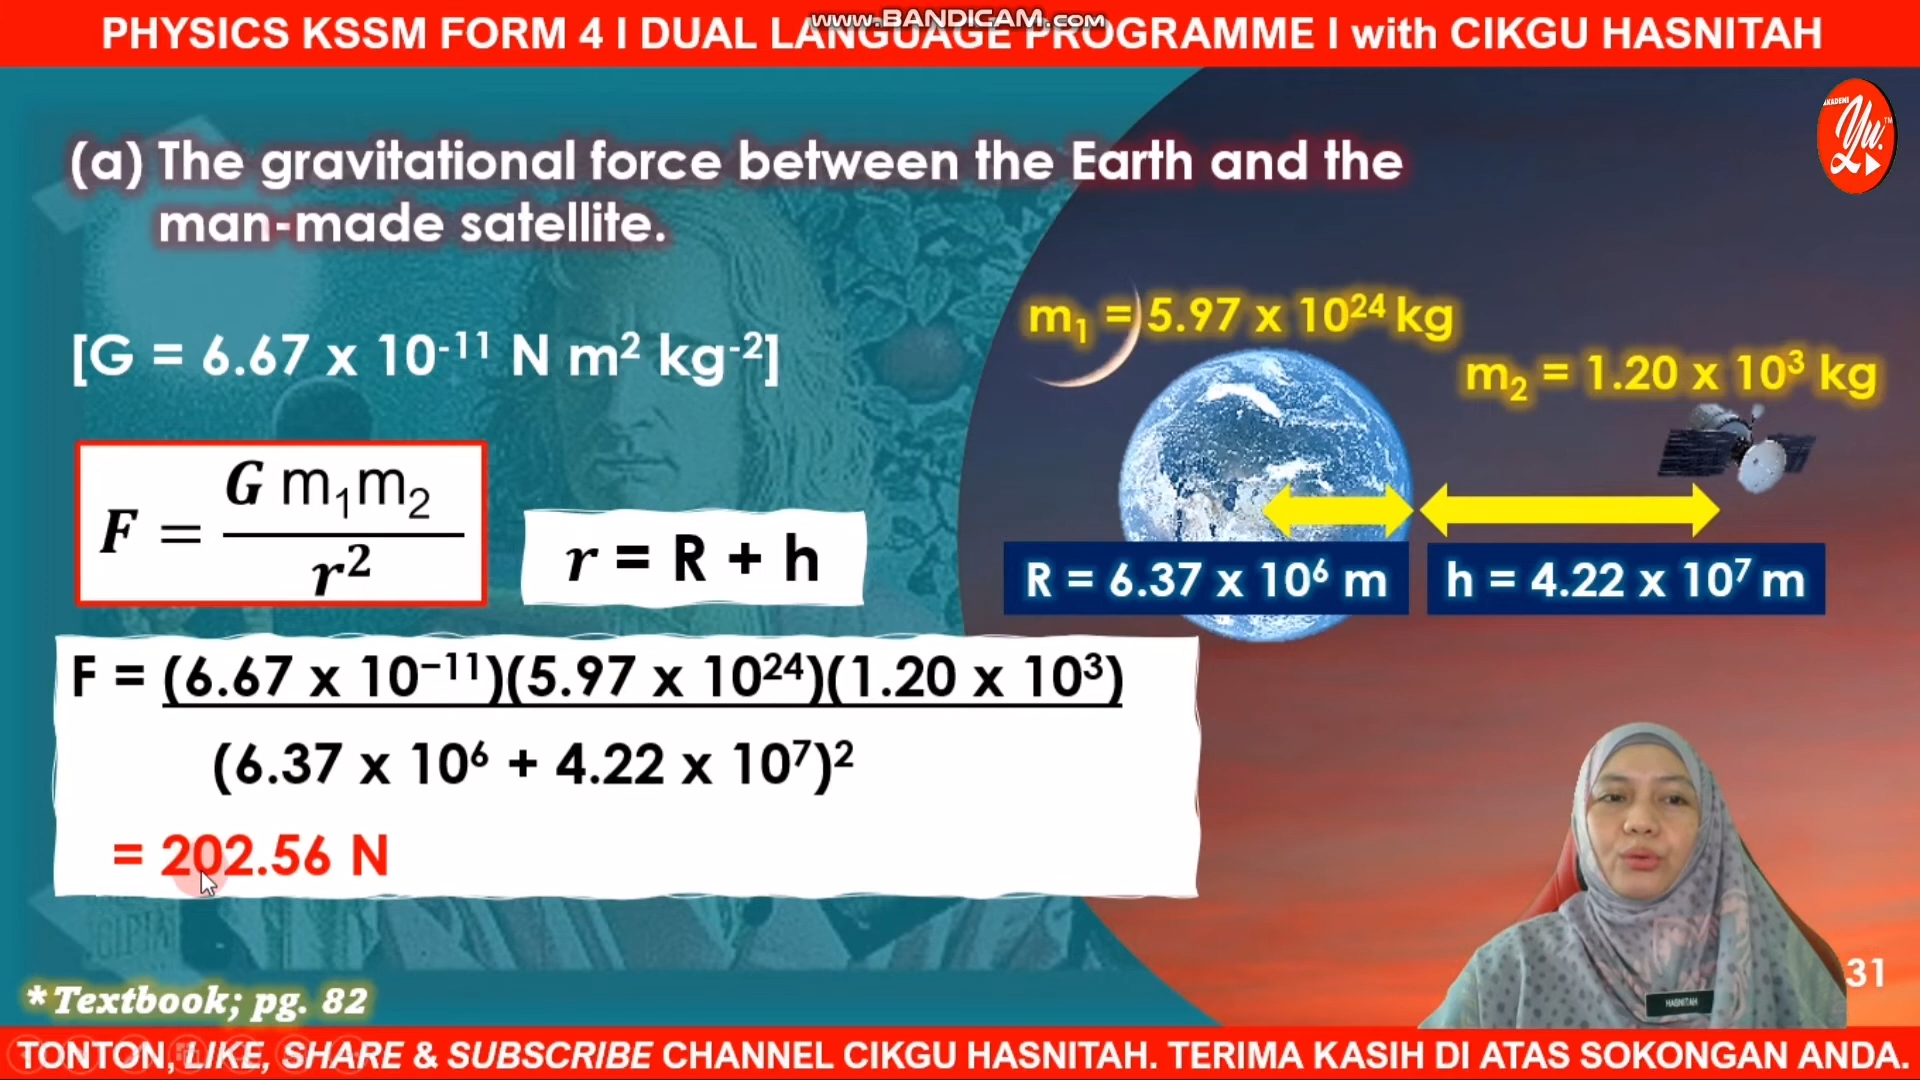 www.BANDICAM.com
PHYSICS KSSM FORM 4 I DUAL LANGUAGE PROGRAMME I with CIKGU HASNITAH
AKADEMI
Yu.
TM
(a) The gravitational force between the Earth and the
man-made satellite.
m₁ = 5.97 x 10²⁴ kg
m₂ = 1.20 x 10³ kg
[G = 6.67 x 10⁻¹¹ N m² kg⁻²]
F = G m₁m₂
r²
r = R + h
R = 6.37 x 10⁶ m
h = 4.22 x 10⁷ m
F = (6.67 x 10⁻¹¹)(5.97 x 10²⁴)(1.20 x 10³)
(6.37 x 10⁶ + 4.22 x 10⁷)²
= 202.56 N
HASNITAH
31
*Textbook; pg. 82
TONTON, LIKE, SHARE & SUBSCRIBE CHANNEL CIKGU HASNITAH. TERIMA KASIH DI ATAS SOKONGAN ANDA.